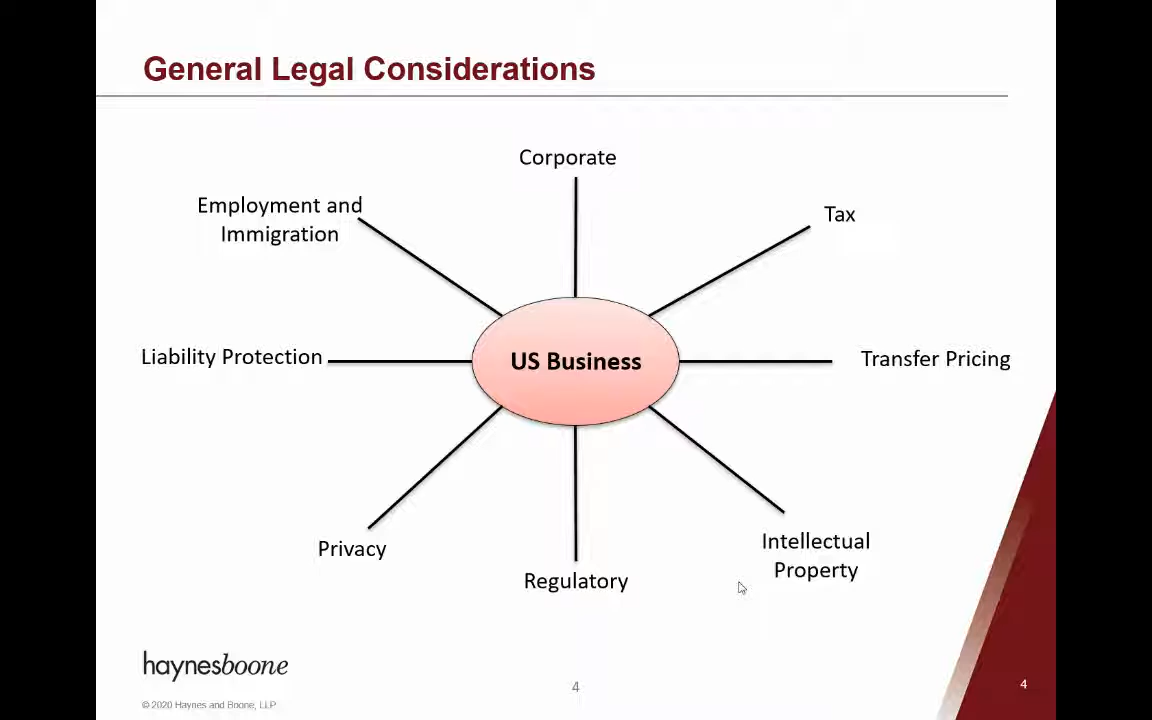 General Legal Considerations
Corporate
Employment and
Immigration
Tax
Liability Protection
US Business
Transfer Pricing
Privacy
Regulatory
Intellectual
Property
haynesboone
© 2020 Haynes and Boone, LLP
4
4